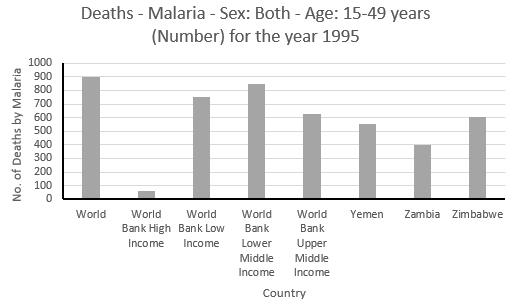 Deaths - Malaria - Sex: Both - Age: 15-49 years
(Number) for the year 1995
No. of Deaths by Malaria
1000
900
800
700
600
500
400
300
200
100
0
World
World
Bank High
Income
World
Bank Low
Income
World
Bank
Lower
Middle
Income
World
Bank
Upper
Middle
Income
Yemen
Zambia
Zimbabwe
Country